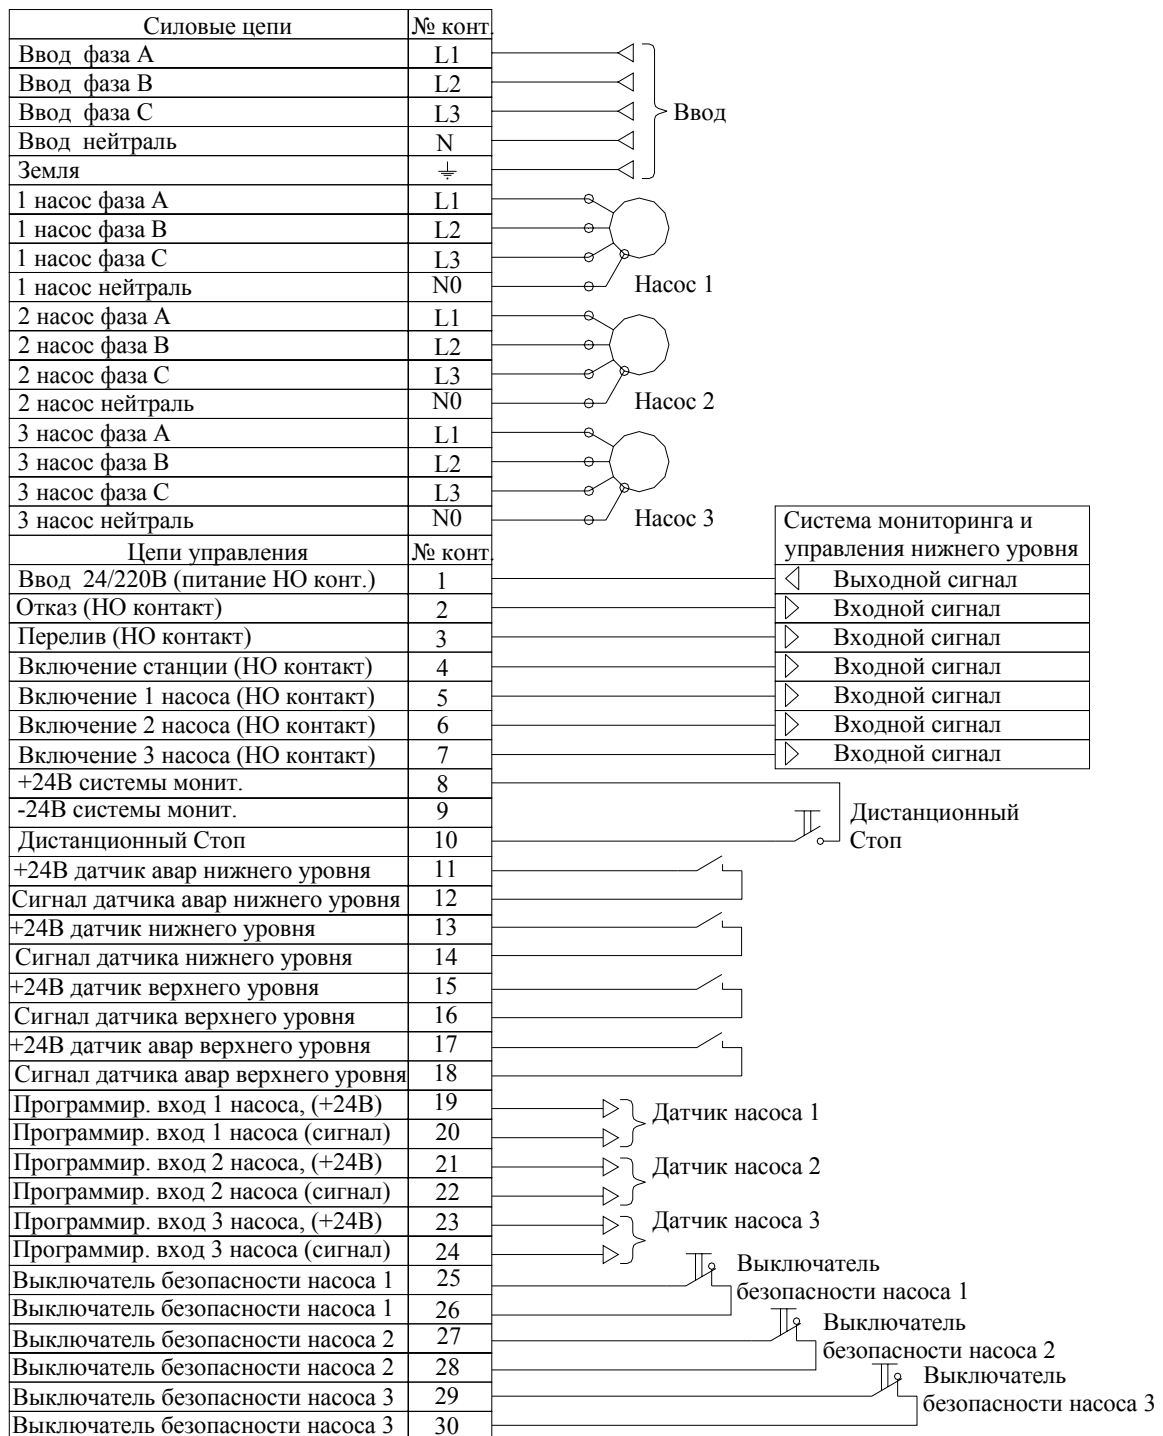 Силовые цепи № конт.
Ввод фаза А L1
Ввод фаза В L2
Ввод фаза С L3
Ввод
Ввод нейтраль N
Земля
1 насос фаза А L1
1 насос фаза В L2
1 насос фаза С L3
1 насос нейтраль N0
Насос 1
2 насос фаза А L1
2 насос фаза В L2
2 насос фаза С L3
2 насос нейтраль N0
Насос 2
3 насос фаза А L1
3 насос фаза В L2
3 насос фаза С L3
3 насос нейтраль N0
Насос 3
Система мониторинга и
управления нижнего уровня
Цепи управления № конт.
Ввод 24/220В (питание НО конт.) 1 Выходной сигнал
Отказ (НО контакт) 2 Входной сигнал
Перелив (НО контакт) 3 Входной сигнал
Включение станции (НО контакт) 4 Входной сигнал
Включение 1 насоса (НО контакт) 5 Входной сигнал
Включение 2 насоса (НО контакт) 6 Входной сигнал
Включение 3 насоса (НО контакт) 7 Входной сигнал
+24В системы монит. 8
-24В системы монит. 9
Дистанционный Стоп 10
Дистанционный
Стоп
+24В датчик авар нижнего уровня 11
Сигнал датчика авар нижнего уровня 12
+24В датчик нижнего уровня 13
Сигнал датчика нижнего уровня 14
+24В датчик верхнего уровня 15
Сигнал датчика верхнего уровня 16
+24В датчик авар верхнего уровня 17
Сигнал датчика авар верхнего уровня 18
Программир. вход 1 насоса, (+24В) 19
Программир. вход 1 насоса (сигнал) 20
Датчик насоса 1
Программир. вход 2 насоса, (+24В) 21
Программир. вход 2 насоса (сигнал) 22
Датчик насоса 2
Программир. вход 3 насоса, (+24В) 23
Программир. вход 3 насоса (сигнал) 24
Датчик насоса 3
Выключатель безопасности насоса 1 25
Выключатель безопасности насоса 1 26
Выключатель
безопасности насоса 1
Выключатель безопасности насоса 2 27
Выключатель безопасности насоса 2 28
Выключатель
безопасности насоса 2
Выключатель безопасности насоса 3 29
Выключатель безопасности насоса 3 30
Выключатель
безопасности насоса 3